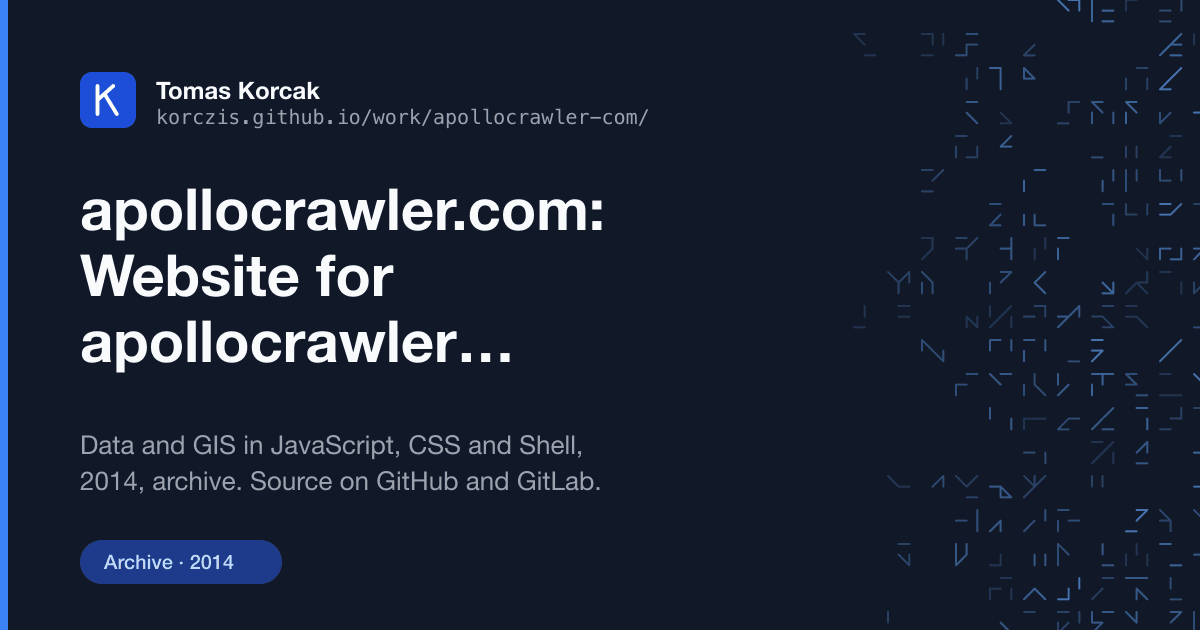 K
Tomas Korcak
korczis.github.io/work/apollocrawler-com/
apollocrawler.com:
Website for
apollocrawler…
Data and GIS in JavaScript, CSS and Shell,
2014, archive. Source on GitHub and GitLab.
Archive · 2014